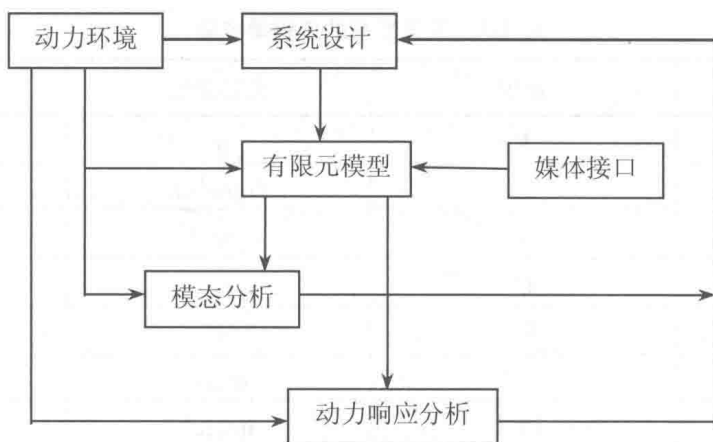 动力环境
系统设计
有限元模型
媒体接口
模态分析
动力响应分析